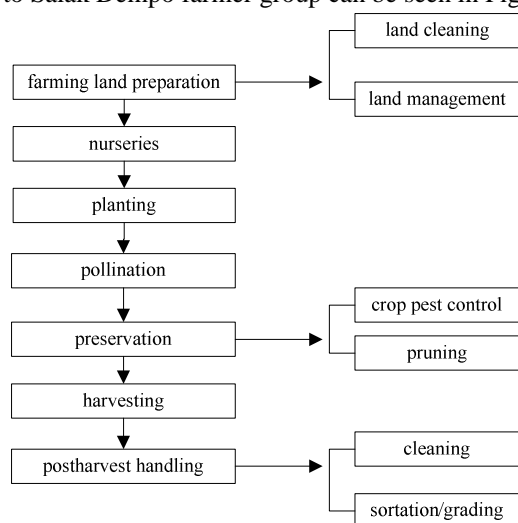 to Salak Dempo farmer group can be seen in Fig
land cleaning
farming land preparation
land management
nurseries
planting
pollination
crop pest control
preservation
pruning
harvesting
cleaning
postharvest handling
sortation/grading